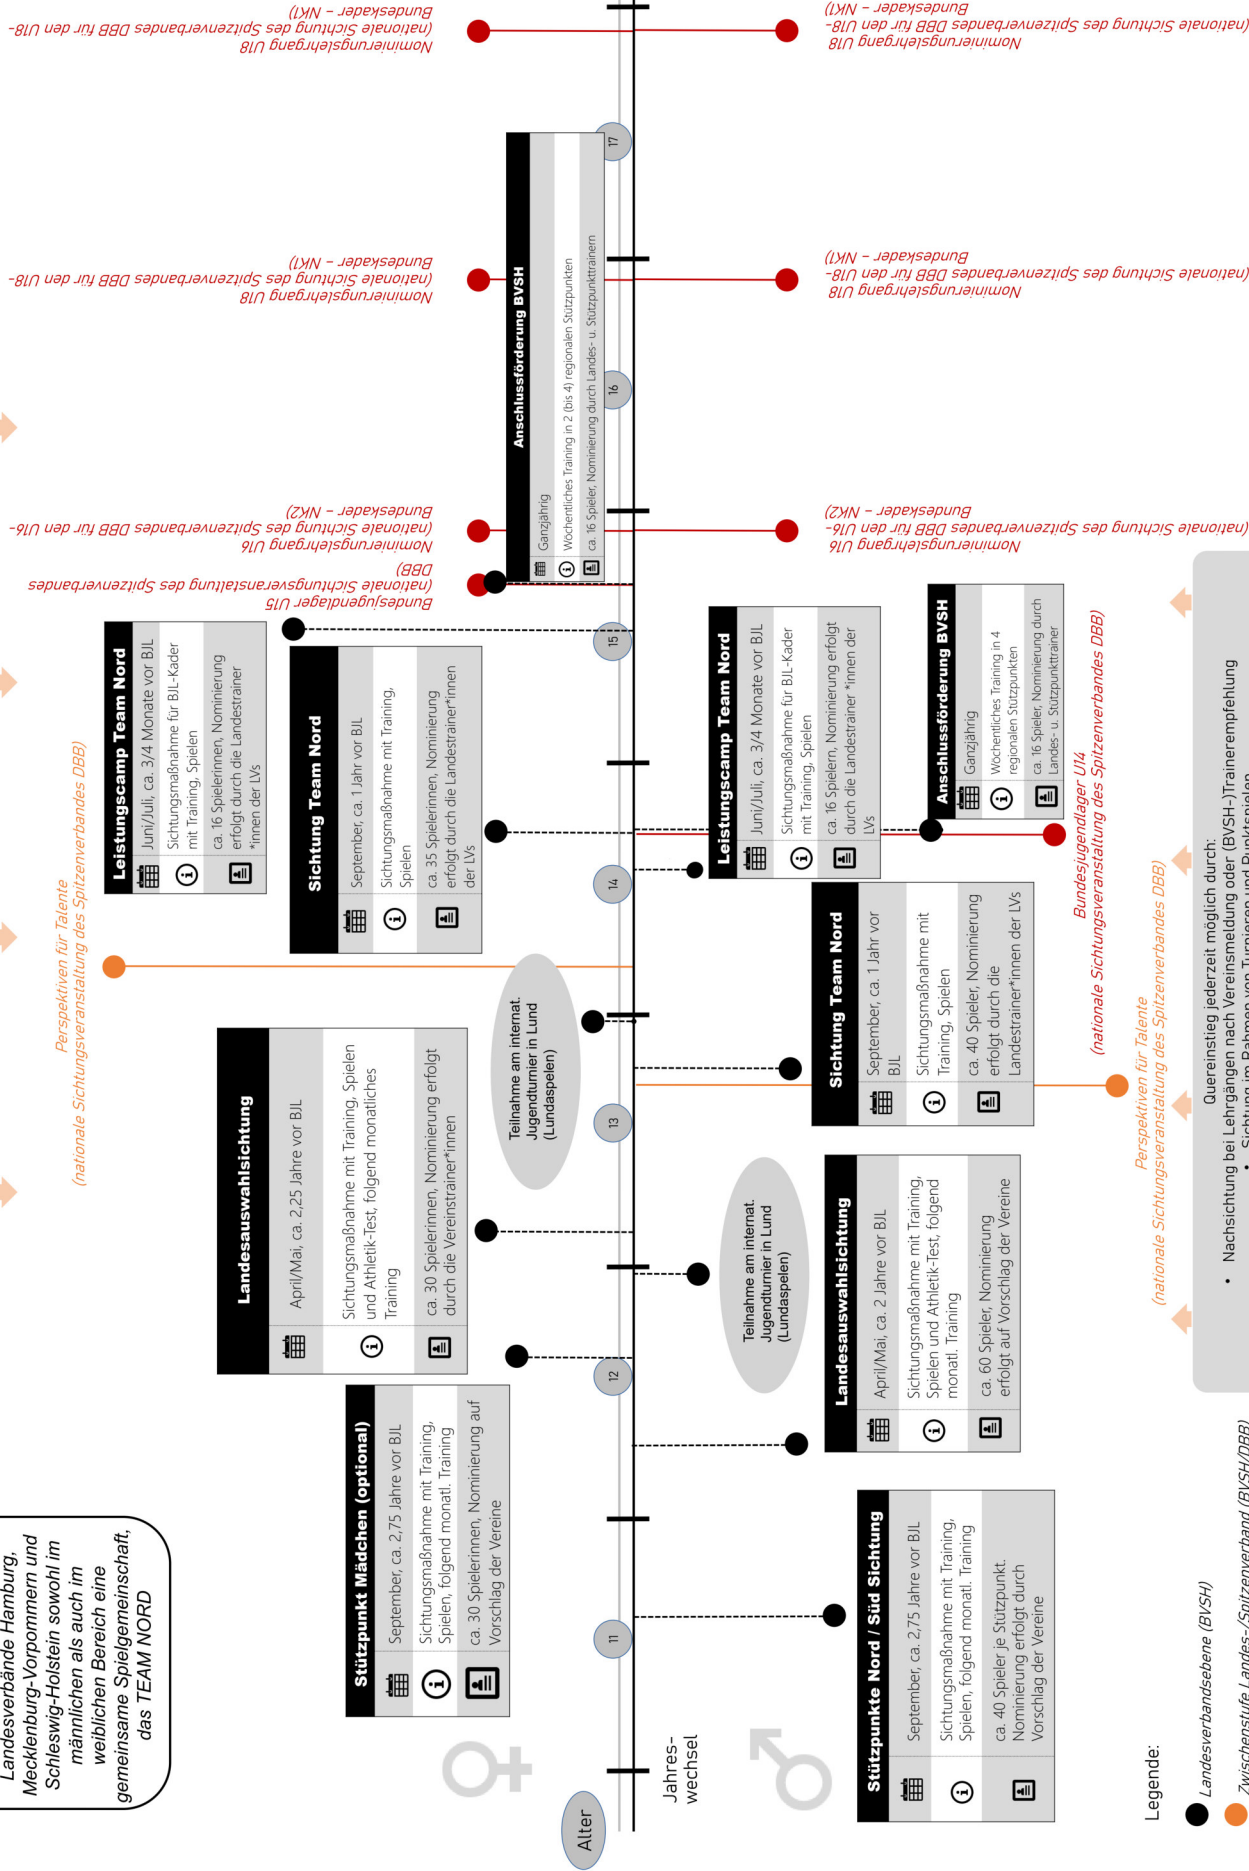 Landesverbände Hamburg,
Mecklenburg-Vorpommern und
Schleswig-Holstein sowohl im
männlichen als auch im
weiblichen Bereich eine
gemeinsame Spielgemeinschaft,
das TEAM NORD
Perspektiven für Talente
(nationale Sichtungsveranstaltung des Spitzenverbandes DBB)
Stützpunkt Mädchen (optional)
September, ca. 2,75 Jahre vor BJL
Sichtungsmaßnahme mit Training,
Spielen, folgend monatl. Training
ca. 30 Spielerinnen, Nominierung auf
Vorschlag der Vereine
Landesauswahlsichtung
April/Mai, ca. 2,25 Jahre vor BJL
Sichtungsmaßnahme mit Training, Spielen
und Athletik-Test, folgend monatliches
Training
ca. 30 Spielerinnen, Nominierung erfolgt
durch die Vereinstrainer*innen
Teilnahme am internat.
Jugendturnier in Lund
(Lundaspelen)
Sichtung Team Nord
September, ca. 1 Jahr vor BJL
Sichtungsmaßnahme mit Training,
Spielen
ca. 35 Spielerinnen, Nominierung
erfolgt durch die Landestrainer*innen
der LVs
Leistungscamp Team Nord
Juni/Juli, ca. 3/4 Monate vor BJL
Sichtungsmaßnahme für BJL-Kader
mit Training, Spielen
ca. 16 Spielerinnen, Nominierung
erfolgt durch die Landestrainer
*innen der LVs
Bundesjugendlager U15
(nationale Sichtungsveranstaltung des Spitzenverbandes
DBB)
Nominierungslehrgang U16
(nationale Sichtung des Spitzenverbandes DBB für den U16-
Bundeskader – NK2)
Anschlussförderung BVSH
Ganzjährig
Wöchentliches Training in 2 (bis 4) regionalen Stützpunkten
ca. 16 Spieler, Nominierung durch Landes- u. Stützpunkttrainern
Nominierungslehrgang U18
(nationale Sichtung des Spitzenverbandes DBB für den U18-
Bundeskader – NK1)
Nominierungslehrgang U18
(nationale Sichtung des Spitzenverbandes DBB für den U18-
Bundeskader – NK1)
Alter
11
12
13
14
15
16
17
Jahres-
wechsel
Stützpunkte Nord / Süd Sichtung
September, ca. 2,75 Jahre vor BJL
Sichtungsmaßnahme mit Training,
Spielen, folgend monatl. Training
ca. 40 Spieler je Stützpunkt.
Nominierung erfolgt durch
Vorschlag der Vereine
Landesauswahlsichtung
April/Mai, ca. 2 Jahre vor BJL
Sichtungsmaßnahme mit Training,
Spielen und Athletik-Test, folgend
monatl. Training
ca. 60 Spieler, Nominierung
erfolgt auf Vorschlag der Vereine
Teilnahme am internat.
Jugendturnier in Lund
(Lundaspelen)
Sichtung Team Nord
September, ca. 1 Jahr vor
BJL
Sichtungsmaßnahme mit
Training, Spielen
ca. 40 Spieler, Nominierung
erfolgt durch die
Landestrainer*innen der LVs
Leistungscamp Team Nord
Juni/Juli, ca. 3/4 Monate vor BJL
Sichtungsmaßnahme für BJL-Kader
mit Training, Spielen
ca. 16 Spielern, Nominierung erfolgt
durch die Landestrainer *innen der
LVs
Anschlussförderung BVSH
Ganzjährig
Wöchentliches Training in 4
regionalen Stützpunkten
ca. 16 Spieler, Nominierung durch
Landes- u. Stützpunkttrainer
Nominierungslehrgang U16
(nationale Sichtung des Spitzenverbandes DBB für den U16-
Bundeskader – NK2)
Nominierungslehrgang U18
(nationale Sichtung des Spitzenverbandes DBB für den U18-
Bundeskader – NK1)
Nominierungslehrgang U18
(nationale Sichtung des Spitzenverbandes DBB für den U18-
Bundeskader – NK1)
Bundesjugendlager U14
(nationale Sichtungsveranstaltung des Spitzenverbandes DBB)
Perspektiven für Talente
(nationale Sichtungsveranstaltung des Spitzenverbandes DBB)
Legende:
Landesverbandsebene (BVSH)
Zwischenstufe Landes-/Spitzenverband (BVSH/DBB)
Quereinstieg jederzeit möglich durch:
• Nachsichtung bei Lehrgängen nach Vereinsmeldung oder (BVSH-)Trainerempfehlung
• Sichtung im Rahmen von Turnieren und Punktspielen